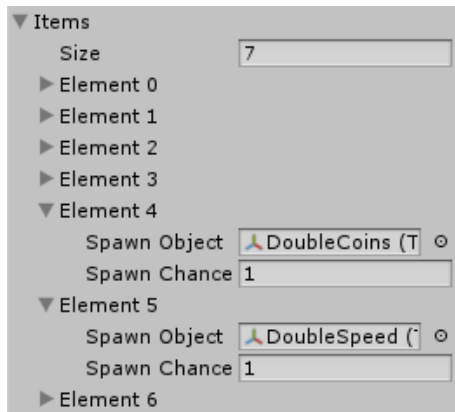 Items
Size 7
Element 0
Element 1
Element 2
Element 3
Element 4
Spawn Object DoubleCoins (T
Spawn Chance 1
Element 5
Spawn Object DoubleSpeed (T
Spawn Chance 1
Element 6